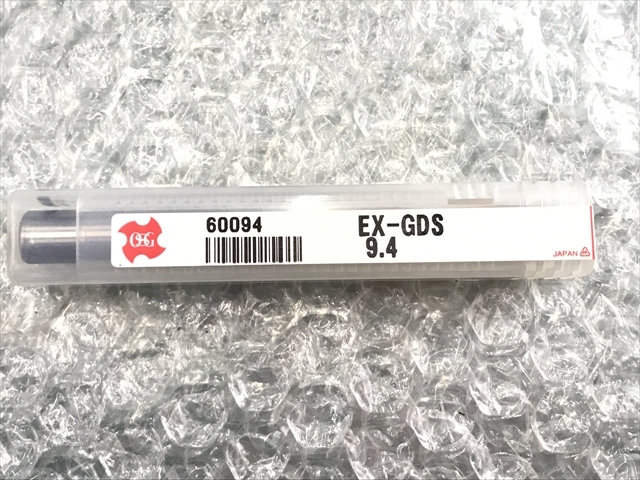 OSG
60094
EX-GDS
9.4
JAPAN